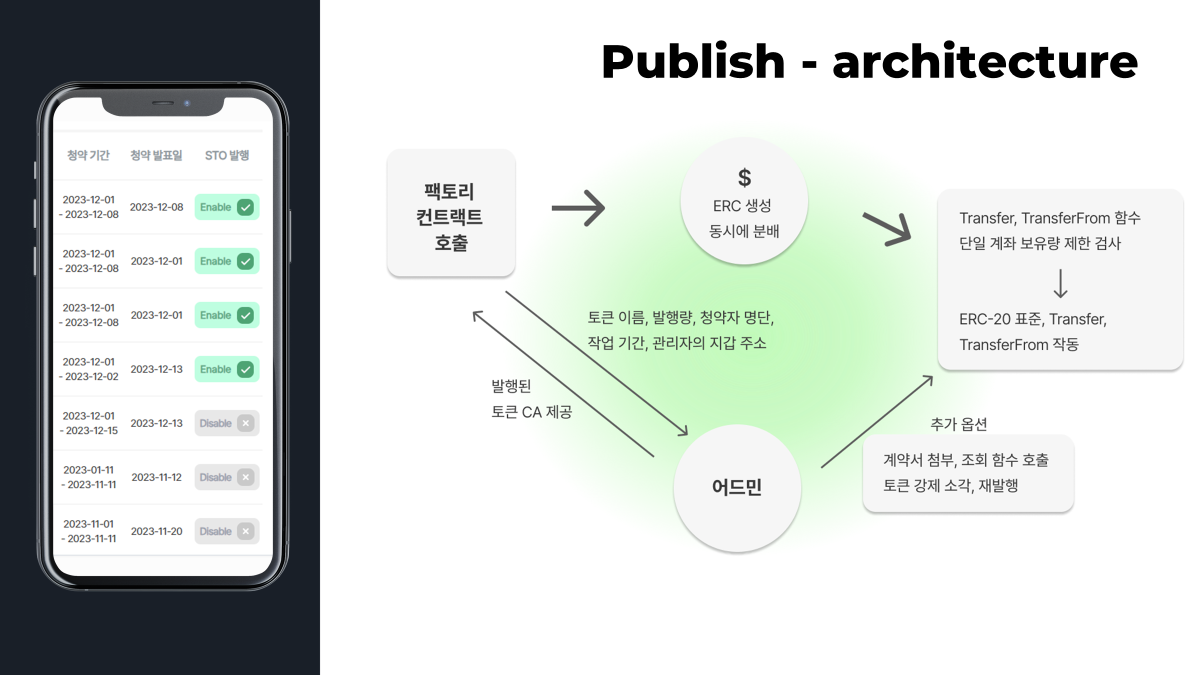 Publish - architecture
청약 기간 청약 발표일 STO 발행
2023-12-01
- 2023-12-08 2023-12-08 Enable
2023-12-01
- 2023-12-08 2023-12-01 Enable
2023-12-01
- 2023-12-08 2023-12-01 Enable
2023-12-01
- 2023-12-02 2023-12-13 Enable
2023-12-01
- 2023-12-15 2023-12-13 Disable
2023-01-11
- 2023-11-11 2023-11-12 Disable
2023-11-01
- 2023-11-11 2023-11-20 Disable
팩토리
컨트랙트
호출
$
ERC 생성
동시에 분배
Transfer, TransferFrom 함수
단일 계좌 보유량 제한 검사
ERC-20 표준, Transfer,
TransferFrom 작동
토큰 이름, 발행량, 청약자 명단,
작업 기간, 관리자의 지갑 주소
발행된
토큰 CA 제공
어드민
추가 옵션
계약서 첨부, 조회 함수 호출
토큰 강제 소각, 재발행